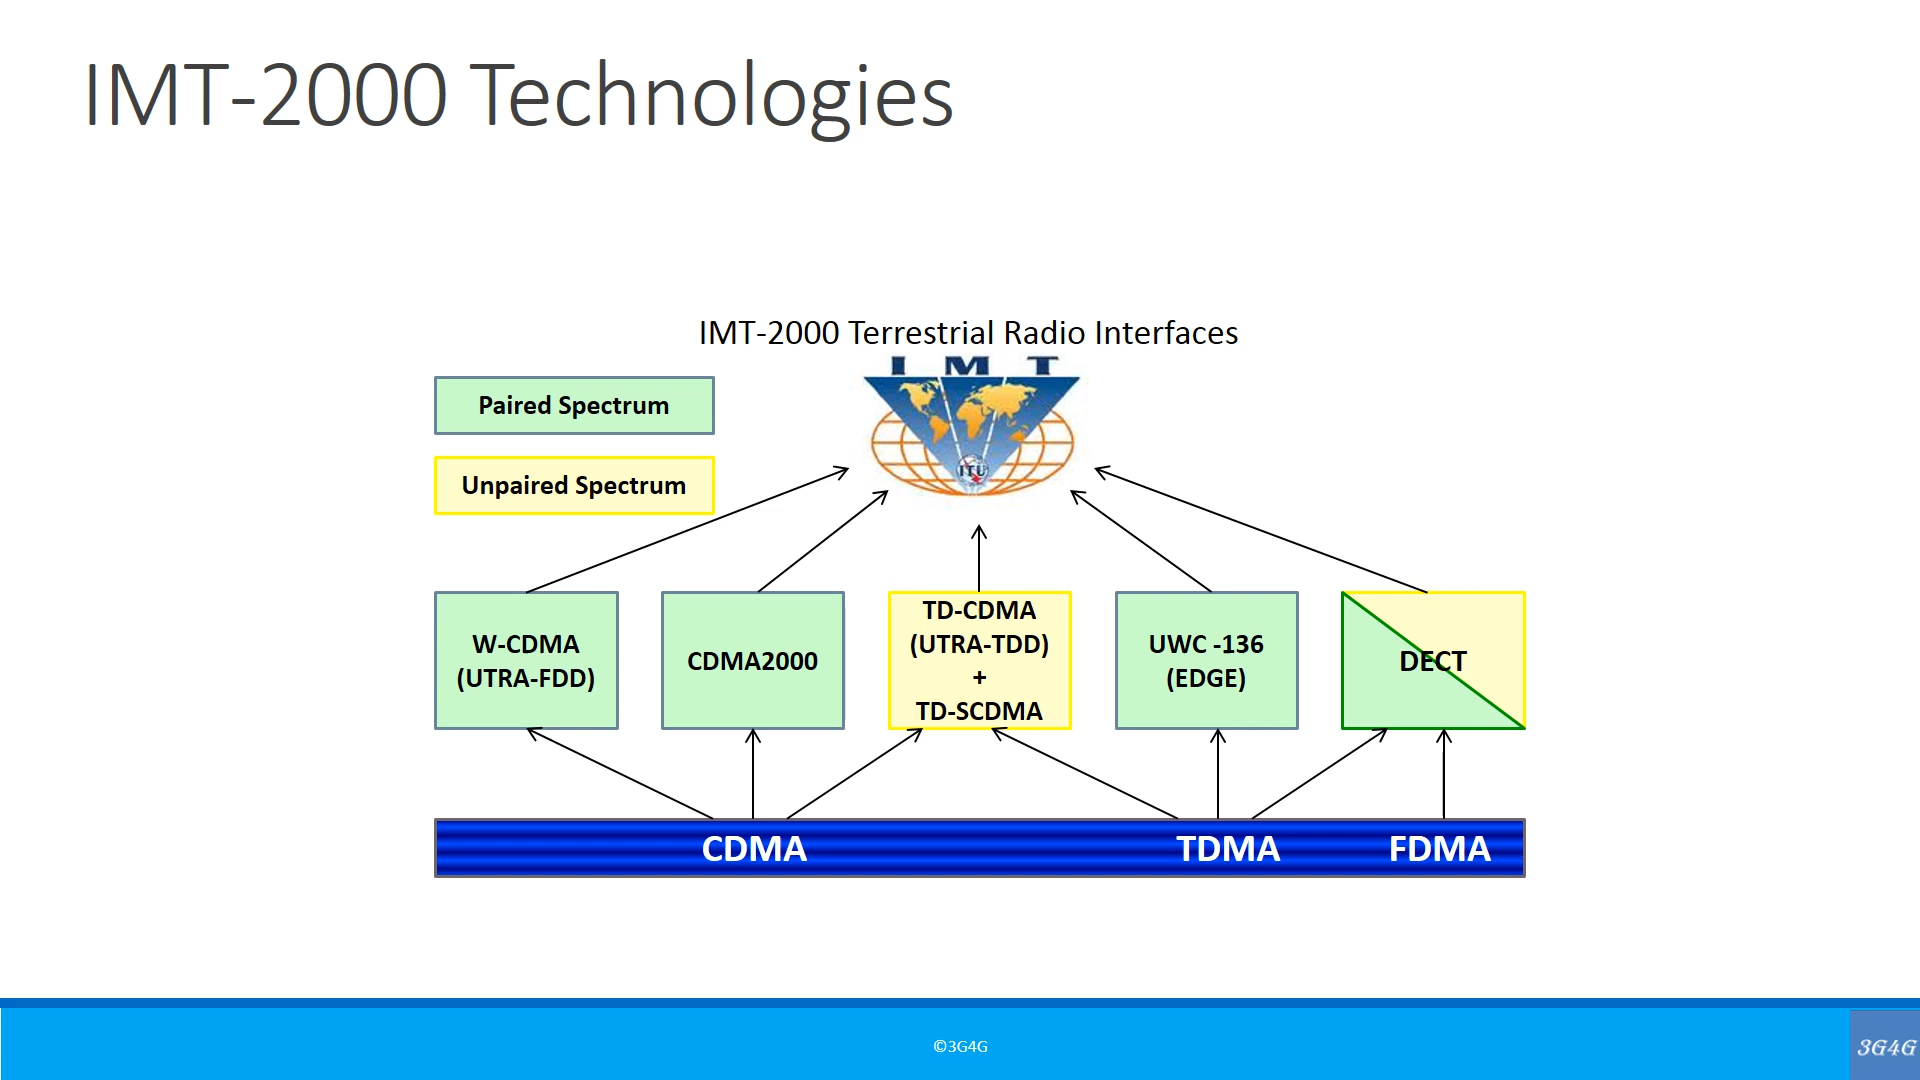 IMT-2000 Technologies
IMT-2000 Terrestrial Radio Interfaces
I M T
ITU
Paired Spectrum
Unpaired Spectrum
W-CDMA
(UTRA-FDD)
CDMA2000
TD-CDMA
(UTRA-TDD)
+
TD-SCDMA
UWC -136
(EDGE)
DECT
CDMA
TDMA
FDMA
©3G4G
3G4G